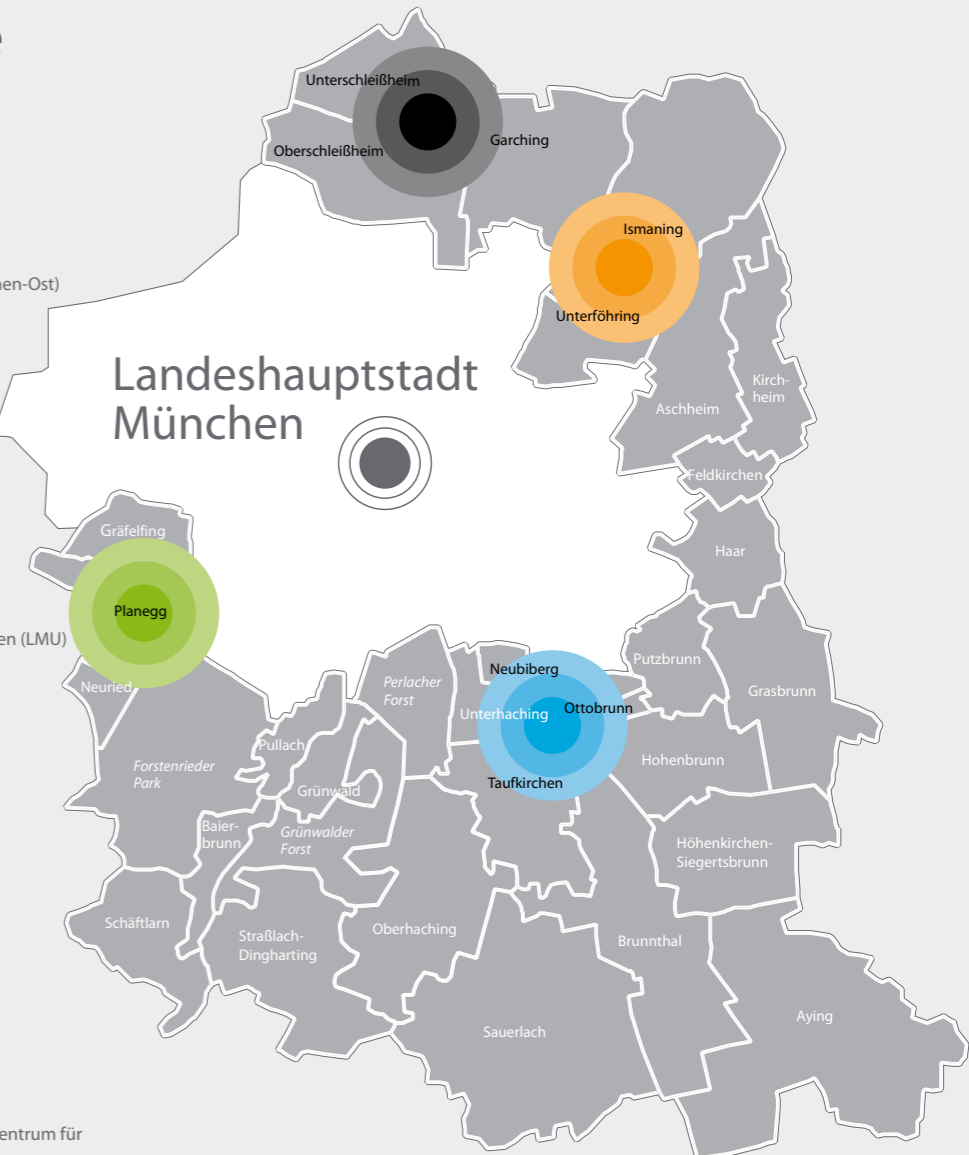 Unterschleißheim
Garching
Oberschleißheim
Ismaning
nen-Ost)
Unterföhring
Landeshauptstadt
München
Kirch-
heim
Aschheim
Feldkirchen
Gräfelfing
Haar
Planegg
en (LMU)
Neubiberg
Putzbrunn
Perlacher
Forst
Neuried
Grasbrunn
Ottobrunn
Unterhaching
Pullach
Hohenbrunn
Forstenrieder
Park
Taufkirchen
Grünwald
Baier-
brunn
Grünwalder
Forst
Höhenkirchen-
Siegertsbrunn
Schäftlarn
Oberhaching
Straßlach-
Dingharting
Brunnthal
Aying
Sauerlach
entrum für